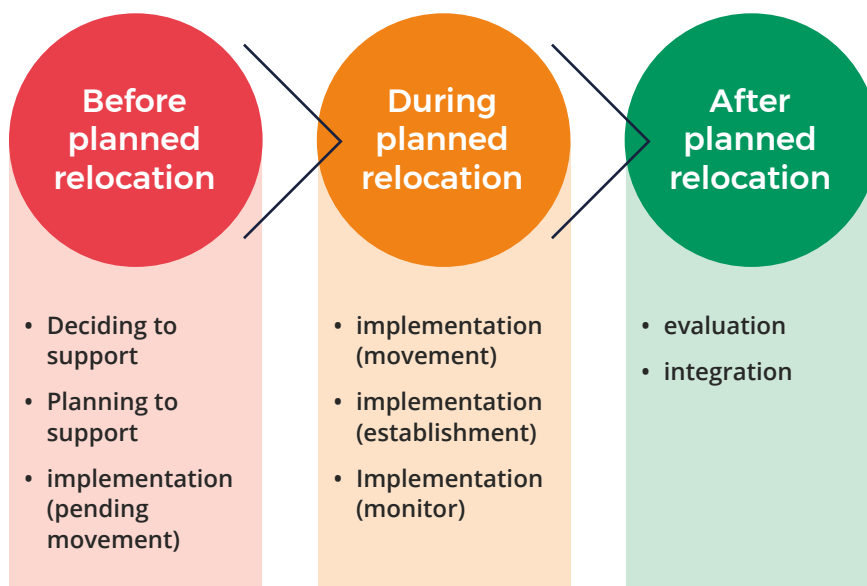 Before
planned
relocation
• Deciding to
support
• Planning to
support
• implementation
(pending
movement)
During
planned
relocation
• implementation
(movement)
• implementation
(establishment)
• Implementation
(monitor)
After
planned
relocation
• evaluation
• integration